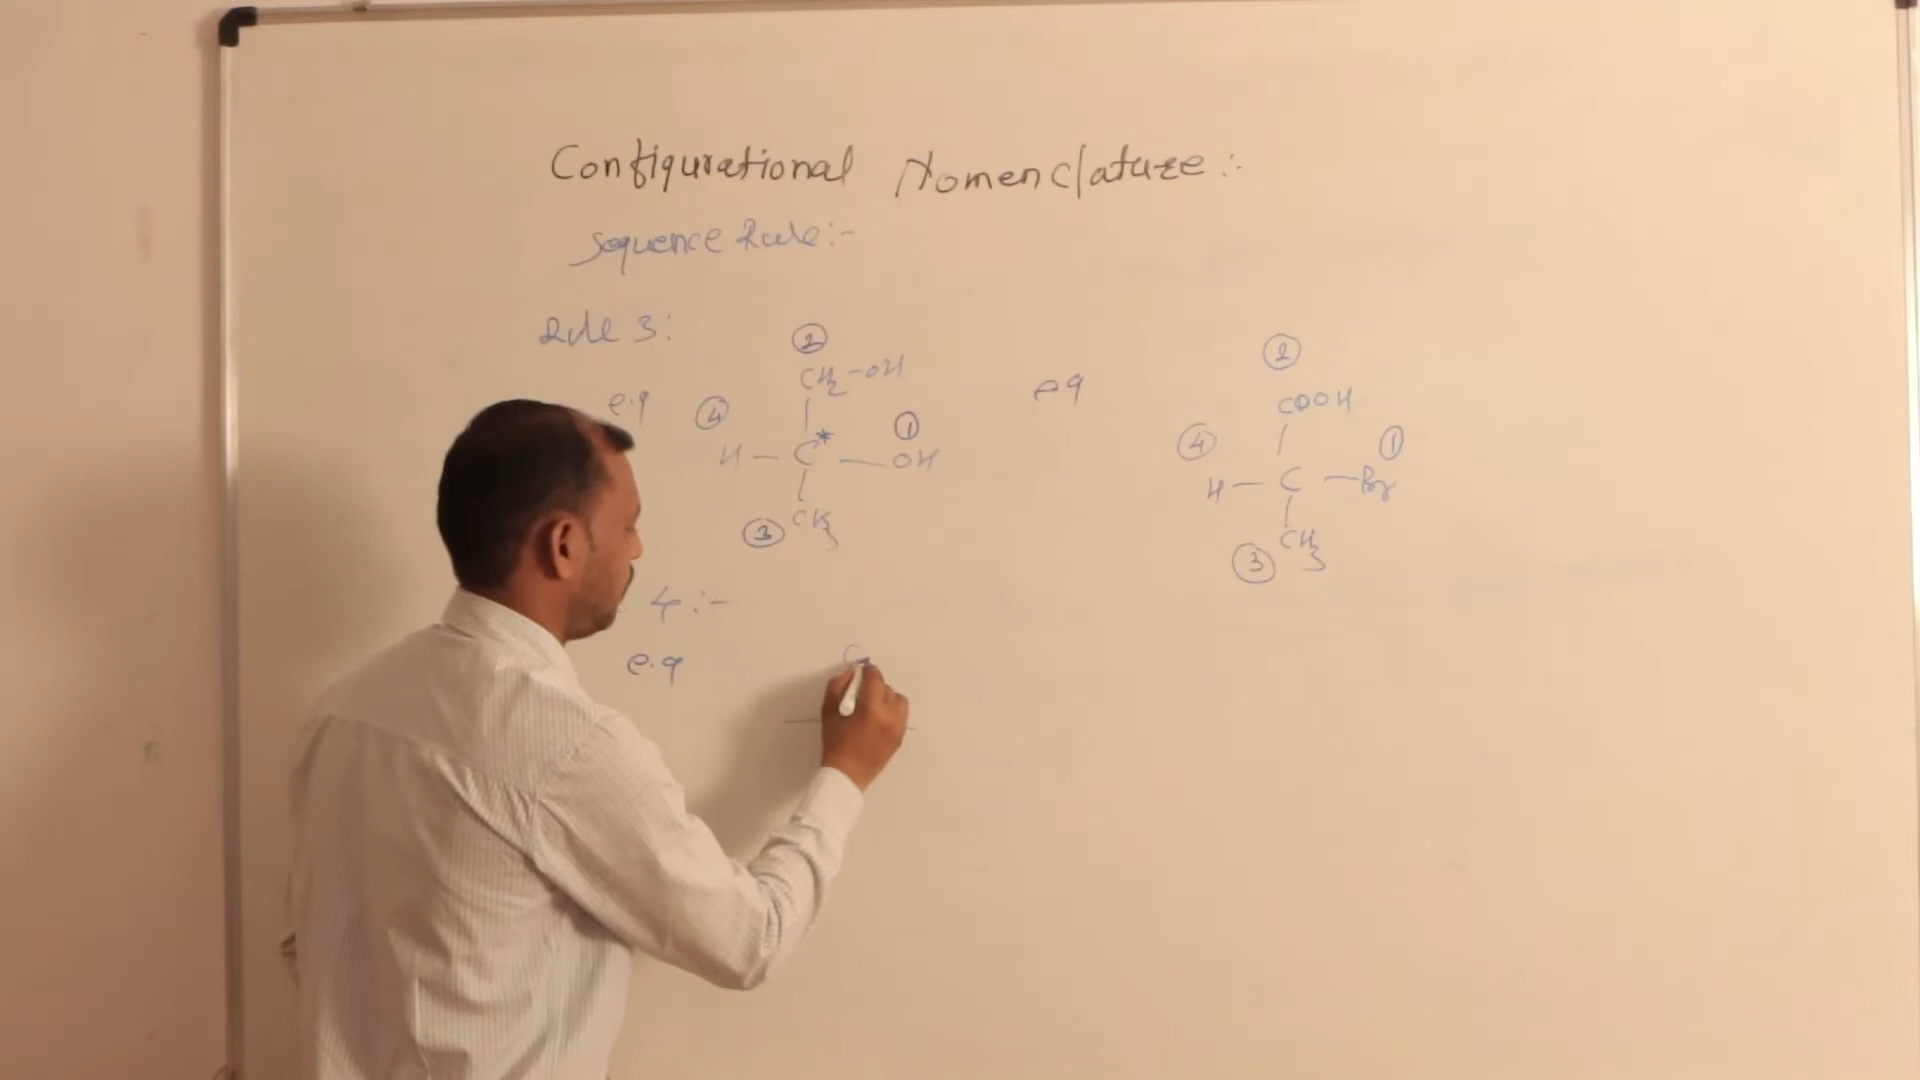 Configurational Nomenclature :-
Sequence Rule :-
Rule 3 :
e.g
②
CH2-OH
④ ①
H - C* - OH
③ CH3
eg
②
COOH
④ ①
H - C - Br
CH3
③
4 :-
e.g
C